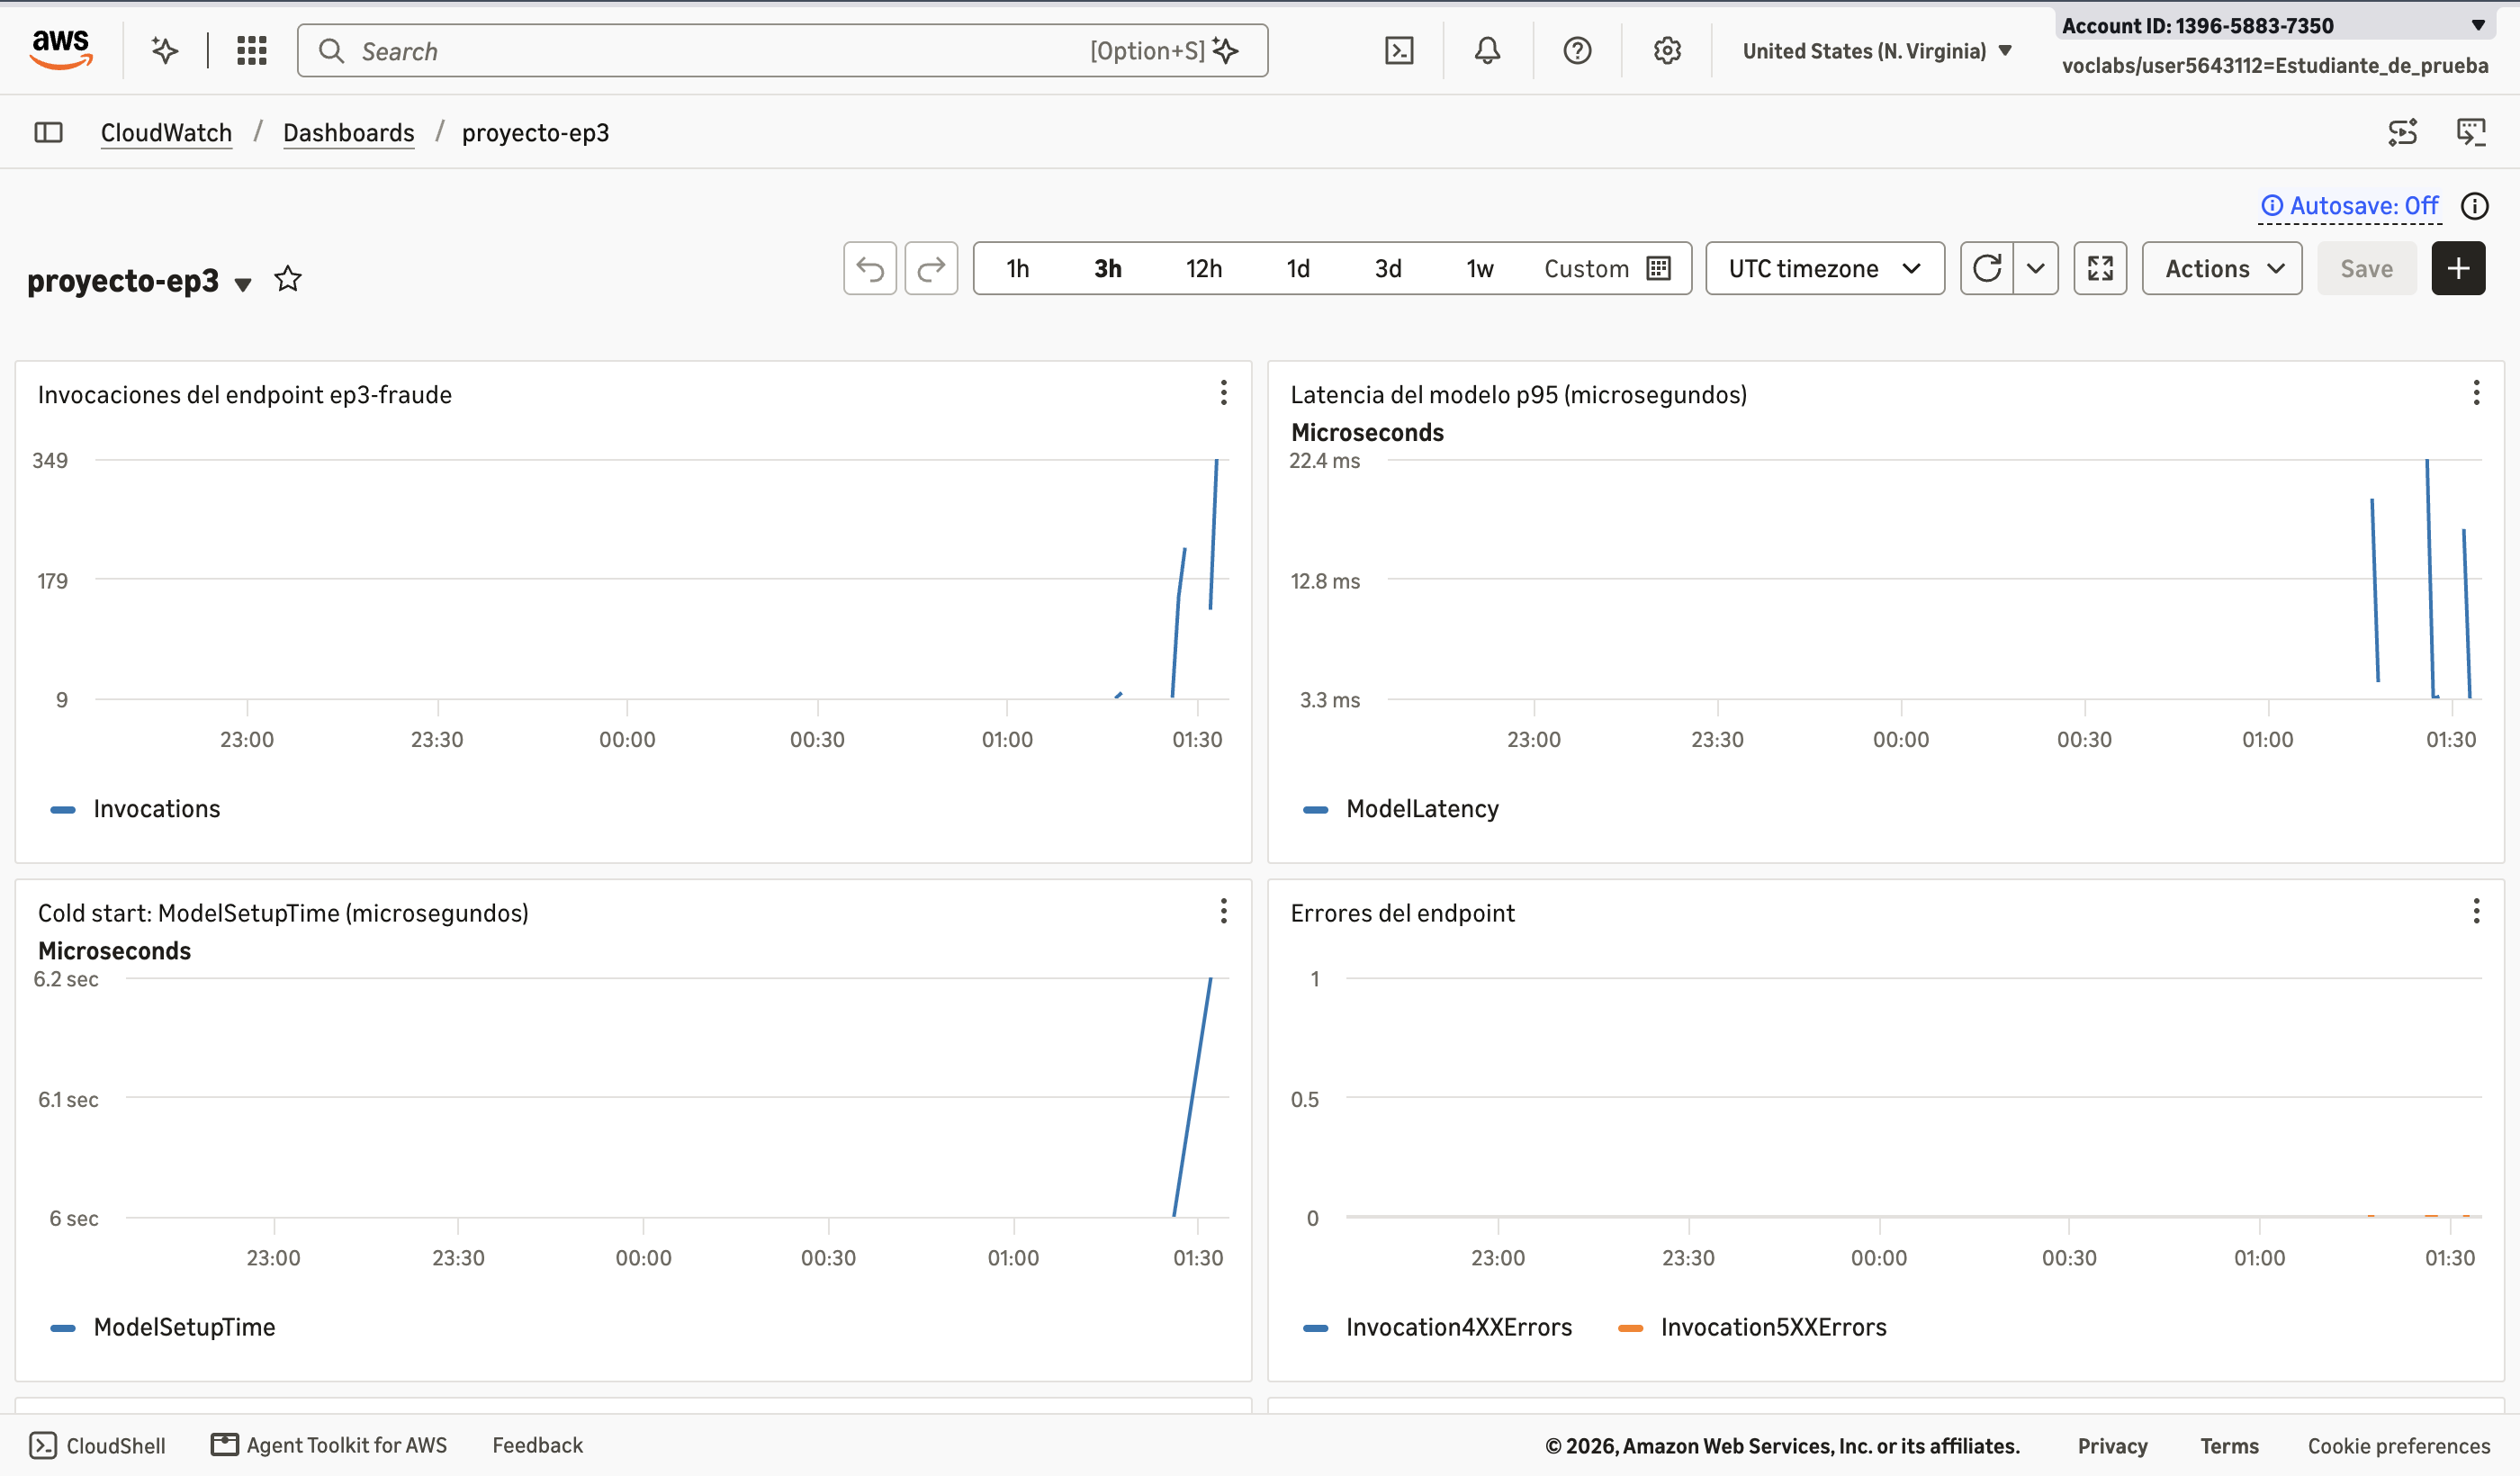 aws
Search
[Option+S]
United States (N. Virginia)
Account ID: 1396-5883-7350
voclabs/user5643112=Estudiante_de_prueba
CloudWatch / Dashboards / proyecto-ep3
Autosave: Off
proyecto-ep3
1h 3h 12h 1d 3d 1w Custom
UTC timezone
Actions
Save
Invocaciones del endpoint ep3-fraude
349
179
9
23:00 23:30 00:00 00:30 01:00 01:30
Invocations
Latencia del modelo p95 (microsegundos)
Microseconds
22.4 ms
12.8 ms
3.3 ms
23:00 23:30 00:00 00:30 01:00 01:30
ModelLatency
Cold start: ModelSetupTime (microsegundos)
Microseconds
6.2 sec
6.1 sec
6 sec
23:00 23:30 00:00 00:30 01:00 01:30
ModelSetupTime
Errores del endpoint
1
0.5
0
23:00 23:30 00:00 00:30 01:00 01:30
Invocation4XXErrors Invocation5XXErrors
CloudShell Agent Toolkit for AWS Feedback
© 2026, Amazon Web Services, Inc. or its affiliates. Privacy Terms Cookie preferences